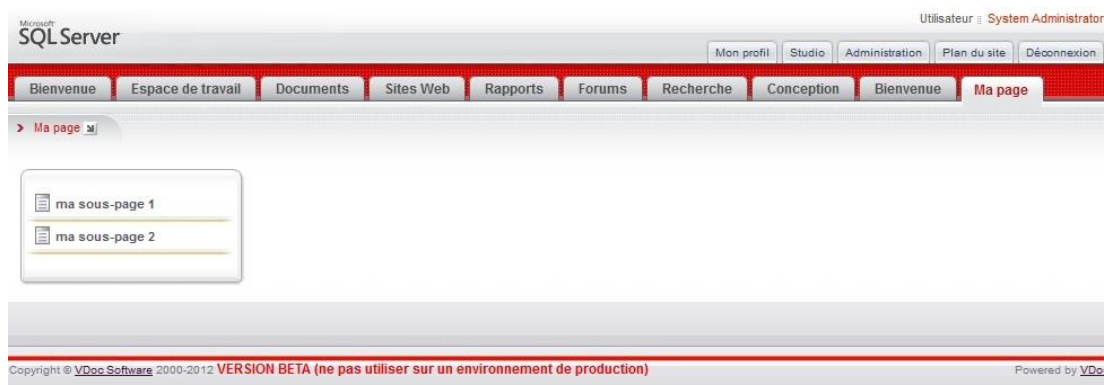 Utilisateur :: System Administrator
Microsoft
SQL Server
Mon profil Studio Administration Plan du site Déconnexion
Bienvenue Espace de travail Documents Sites Web Rapports Forums Recherche Conception Bienvenue Ma page
Ma page
ma sous-page 1
ma sous-page 2
Copyright © VDoc Software 2000-2012 VERSION BETA (ne pas utiliser sur un environnement de production) Powered by VDo